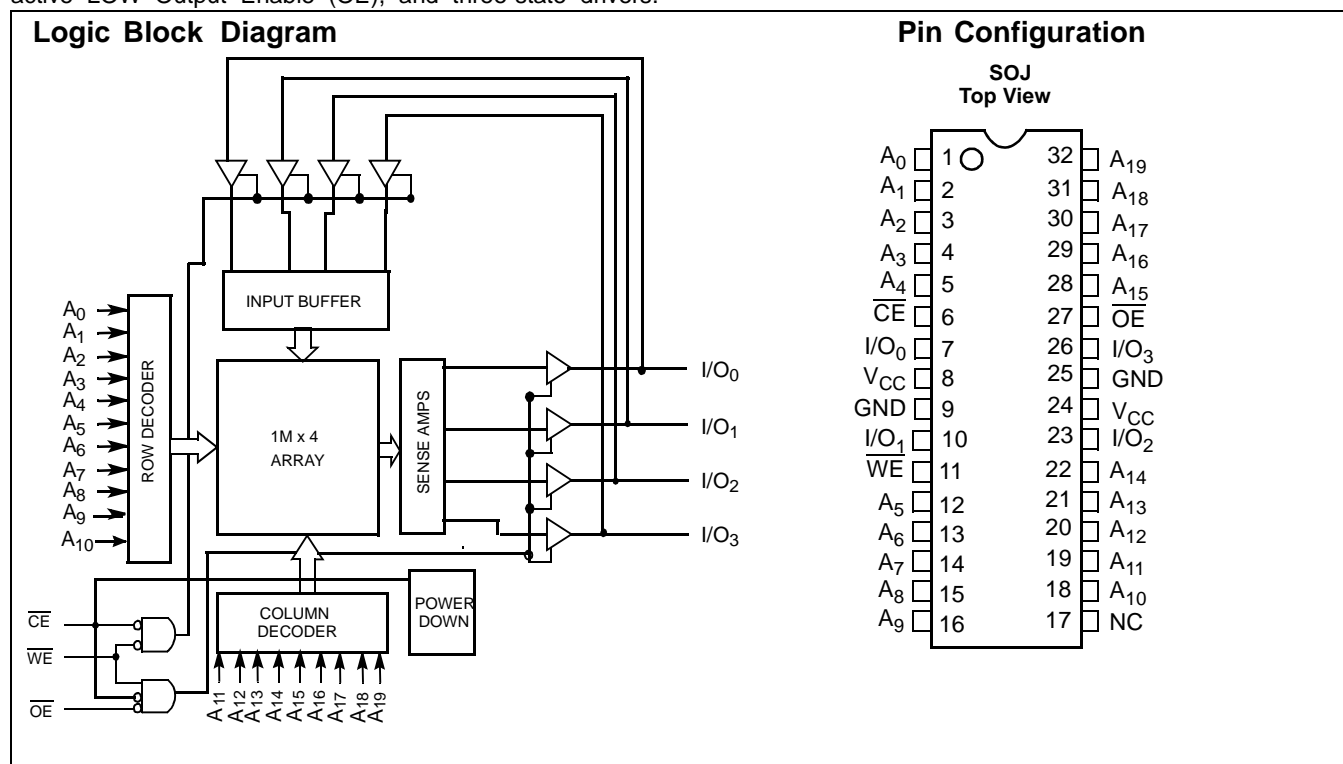 active LOW Output Enable (OE), and three-state drivers.
Logic Block Diagram
INPUT BUFFER
A0
A1
A2
A3
A4
A5
A6
A7
A8
A9
A10
ROW DECODER
1M x 4
ARRAY
SENSE AMPS
I/O0
I/O1
I/O2
I/O3
COLUMN
DECODER
POWER
DOWN
CE
WE
OE
A11
A12
A13
A14
A15
A16
A17
A18
A19
Pin Configuration
SOJ
Top View
A0 1 32 A19
A1 2 31 A18
A2 3 30 A17
A3 4 29 A16
A4 5 28 A15
CE 6 27 OE
I/O0 7 26 I/O3
VCC 8 25 GND
GND 9 24 VCC
I/O1 10 23 I/O2
WE 11 22 A14
A5 12 21 A13
A6 13 20 A12
A7 14 19 A11
A8 15 18 A10
A9 16 17 NC